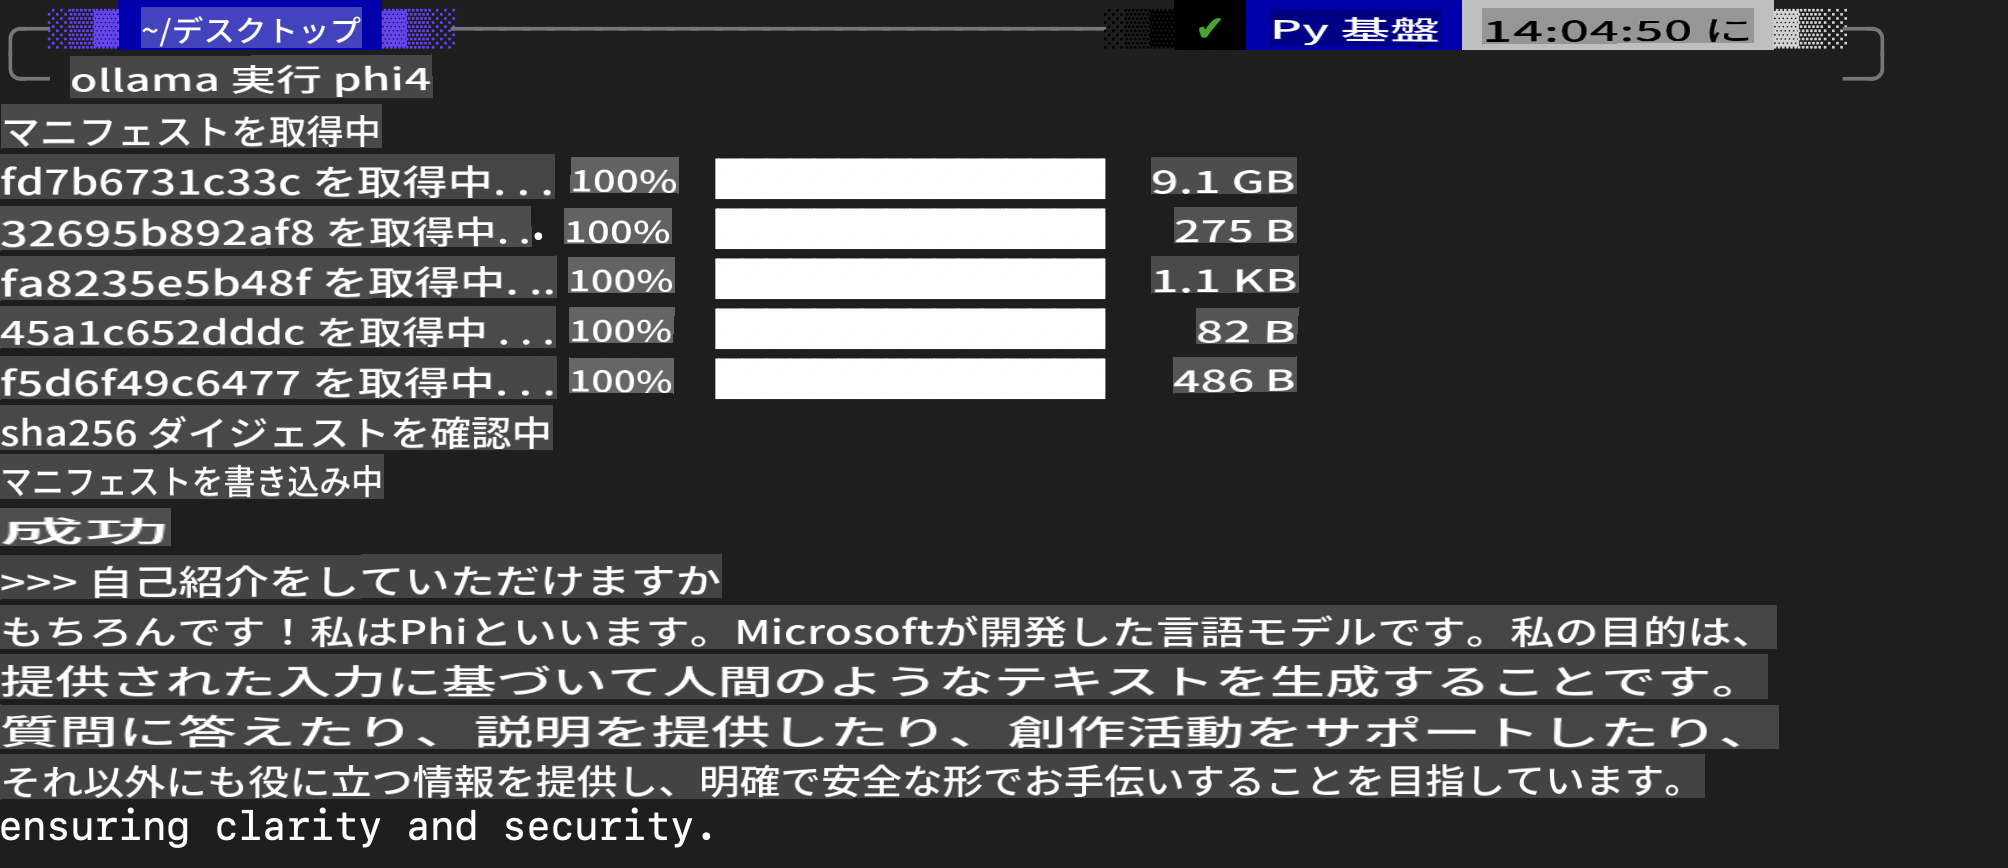 ~/デスクトップ ✔ Py 基盤 14:04:50 に
ollama 実行 phi4
マニフェストを取得中
fd7b6731c33c を取得中... 100% 9.1 GB
32695b892af8 を取得中... 100% 275 B
fa8235e5b48f を取得中... 100% 1.1 KB
45a1c652dddc を取得中 ... 100% 82 B
f5d6f49c6477 を取得中... 100% 486 B
sha256 ダイジェストを確認中
マニフェストを書き込み中
成功
>>> 自己紹介をしていただけますか
もちろんです！私はPhiといいます。Microsoftが開発した言語モデルです。私の目的は、
提供された入力に基づいて人間のようなテキストを生成することです。
質問に答えたり、説明を提供したり、創作活動をサポートしたり、
それ以外にも役に立つ情報を提供し、明確で安全な形でお手伝いすることを目指しています。
ensuring clarity and security.